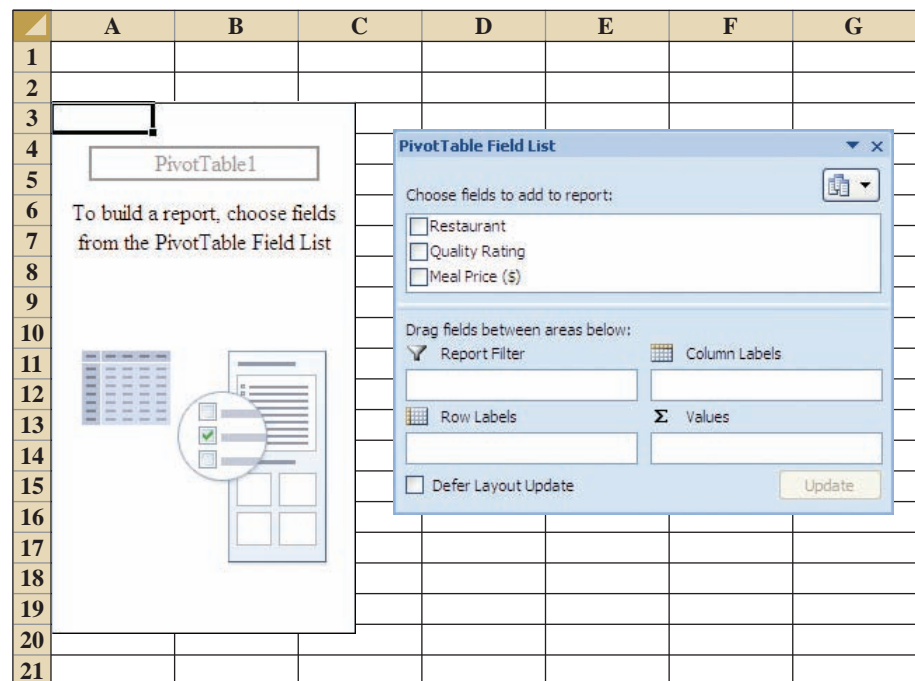 A B C D E F G
1
2
3
4
5
6
7
8
9
10
11
12
13
14
15
16
17
18
19
20
21
PivotTable1
To build a report, choose fields
from the PivotTable Field List
PivotTable Field List
Choose fields to add to report:
Restaurant
Quality Rating
Meal Price ($)
Drag fields between areas below:
Report Filter
Column Labels
Row Labels
Σ Values
Defer Layout Update
Update